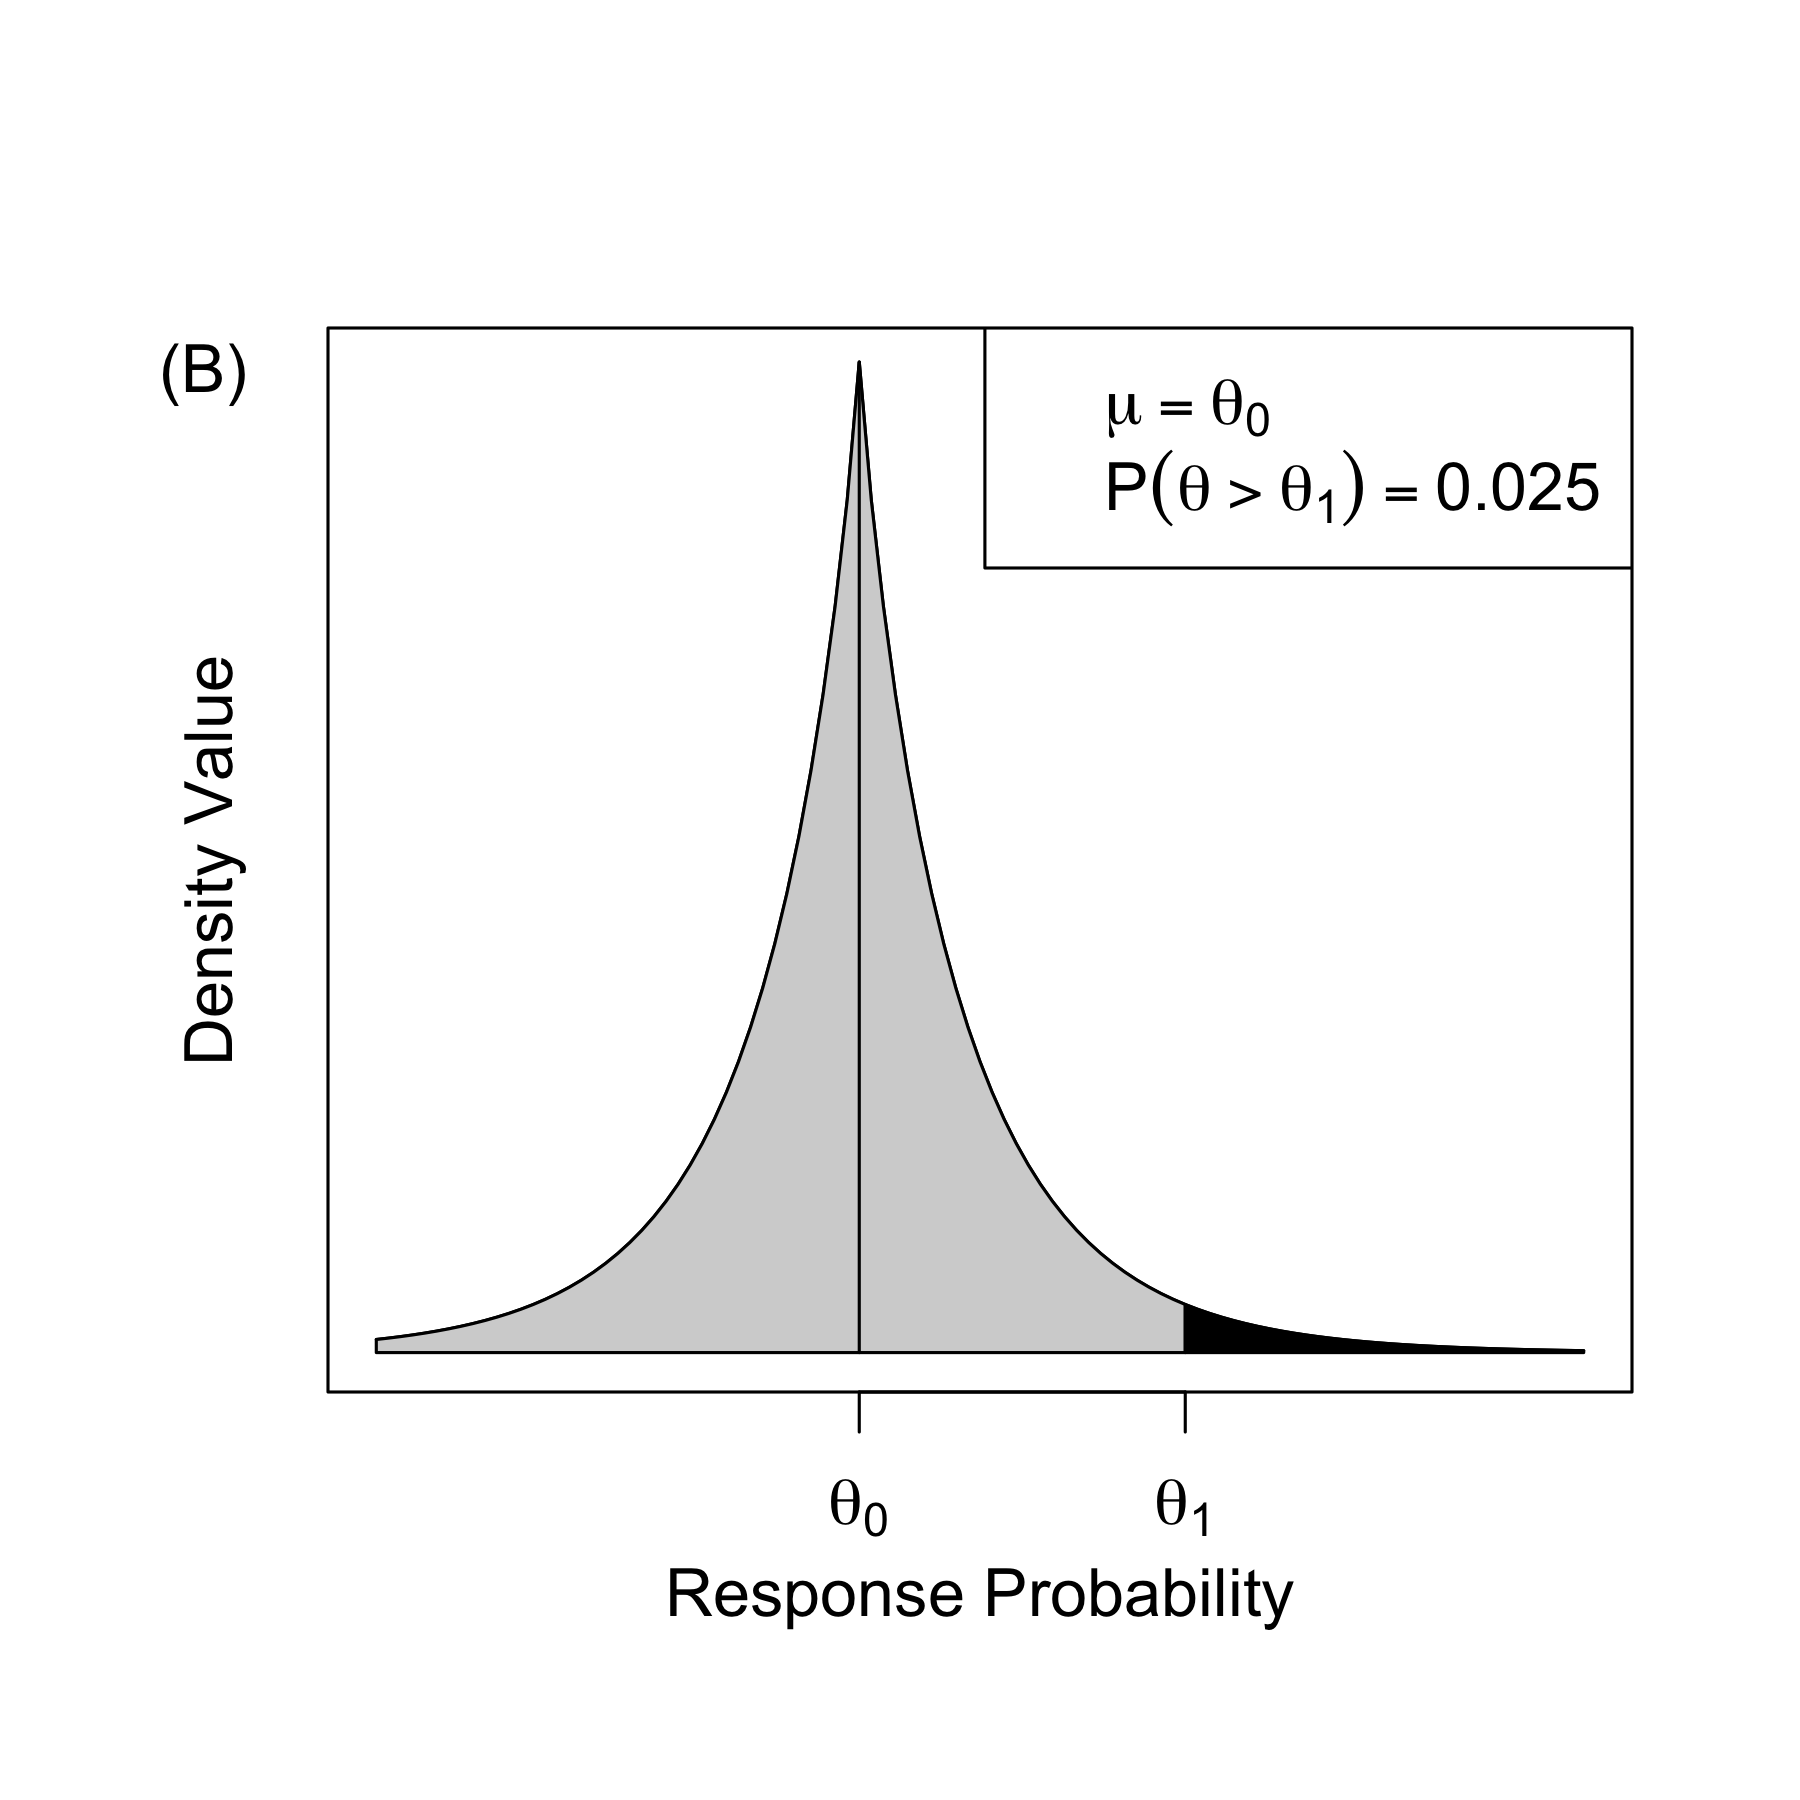 (B)
μ = θ₀
P(θ > θ₁) = 0.025
Density Value
θ₀
θ₁
Response Probability